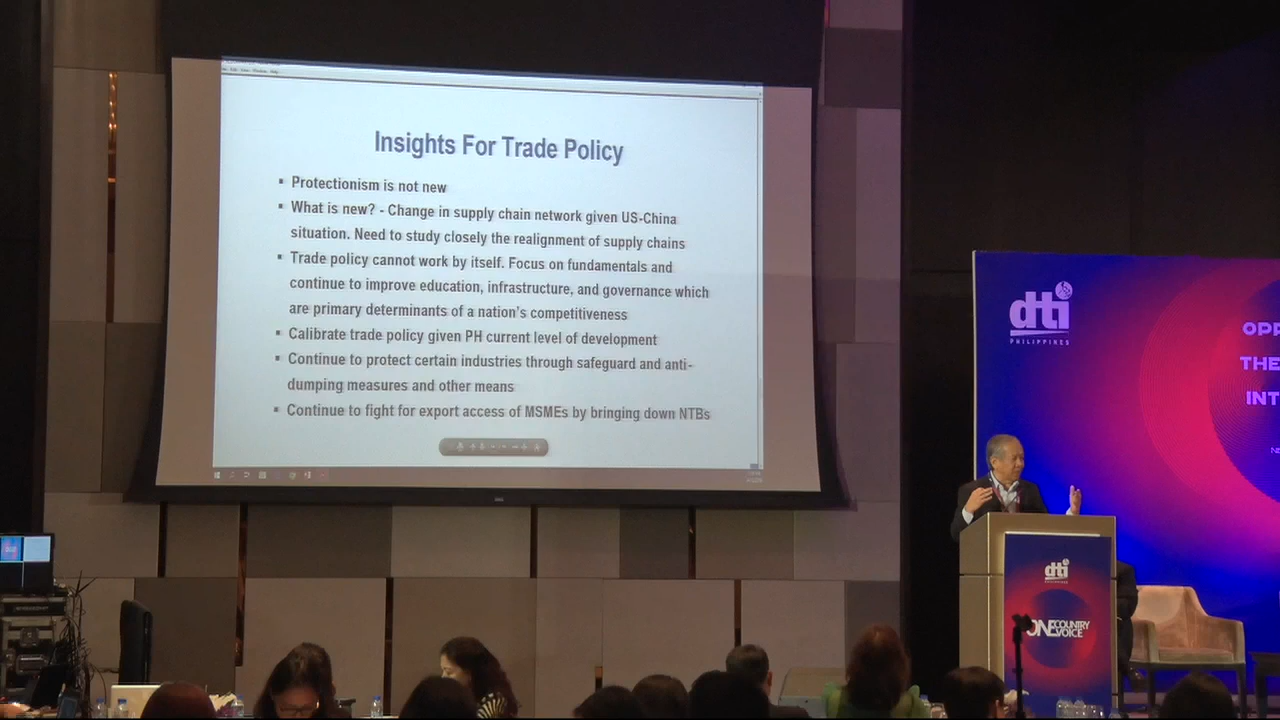 Insights For Trade Policy
▪ Protectionism is not new
▪ What is new? - Change in supply chain network given US-China
situation. Need to study closely the realignment of supply chains
▪ Trade policy cannot work by itself. Focus on fundamentals and
continue to improve education, infrastructure, and governance which
are primary determinants of a nation's competitiveness
▪ Calibrate trade policy given PH current level of development
▪ Continue to protect certain industries through safeguard and anti-
dumping measures and other means
▪ Continue to fight for export access of MSMEs by bringing down NTBs
dti
PHILIPPINES
OPP
THE
INT
dti
PHILIPPINES
ONE COUNTRY
VOICE